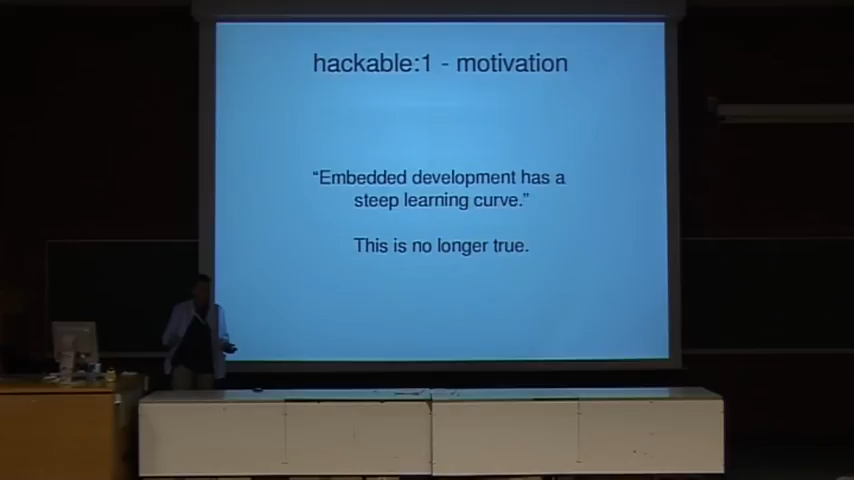 hackable:1 - motivation
“Embedded development has a
steep learning curve.”
This is no longer true.